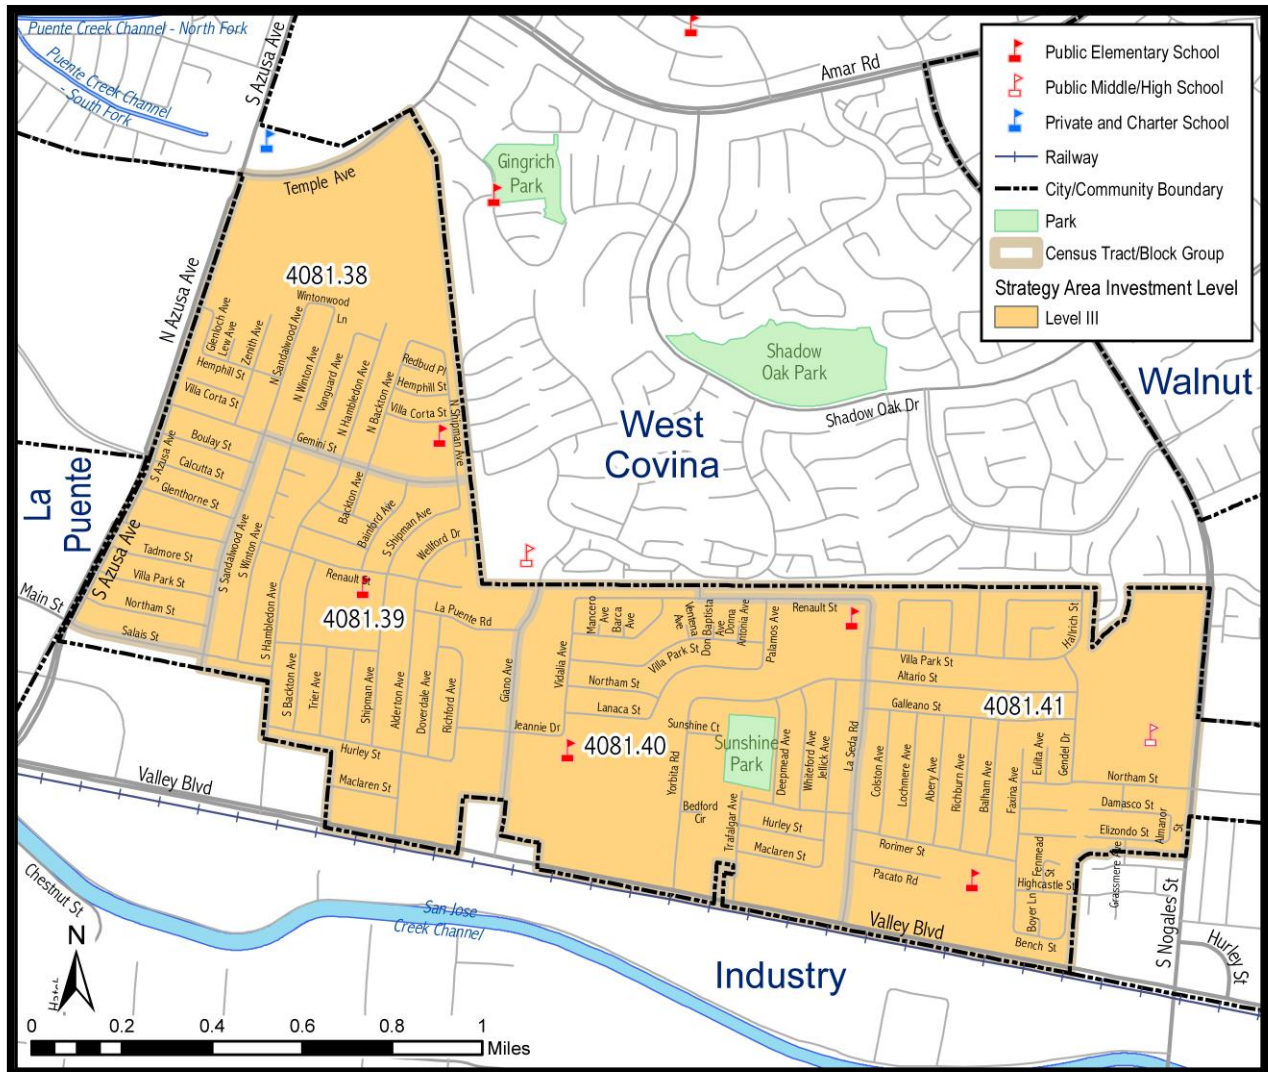 Puente Creek Channel - North Fork
Puente Creek Channel
- South Fork
S Azusa Ave
Amar Rd
Public Elementary School
Public Middle/High School
Private and Charter School
Railway
City/Community Boundary
Park
Census Tract/Block Group
Strategy Area Investment Level
Level III
Temple Ave
Gingrich
Park
N Azusa Ave
4081.38
Wintonwood
Ln
Glenloch Ave
Lew Ave
Zenith Ave
N Sandalwood Ave
N Winton Ave
Vanguard Ave
N Hambledon Ave
N Backton Ave
Redbud Pl
Hemphill St
Hemphill St
Villa Corta St
Villa Corta St
N Shipman Ave
Shadow
Oak Park
Shadow Oak Dr
Walnut
West
Covina
La
Puente
S Azusa Ave
Boulay St
Gemini St
Calcutta St
Glenthorne St
Backton Ave
Bainford Ave
S Shipman Ave
Wellford Dr
S Azusa Ave
Tadmore St
S Sandalwood Ave
S Winton Ave
Villa Park St
Northam St
Salais St
Main St
Renault St
4081.39
La Puente Rd
S Hambledon Ave
S Backton Ave
Trier Ave
Shipman Ave
Alderton Ave
Doverdale Ave
Richford Ave
Giano Ave
Vidalia Ave
Mancero
Ave
Barca
Ave
Ventena
Ave
Don Baptista
Ave
Donna
Antonia Ave
Palamos Ave
Renault St
Hallrich St
Villa Park St
Villa Park St
Altario St
Northam St
Lanaca St
Galleano St
4081.41
Jeannie Dr
4081.40
Sunshine Ct
Sunshine
Park
Yorbita Rd
Deepmead Ave
Whiteford Ave
Jellick Ave
La Seda Rd
Colston Ave
Lochmere Ave
Abery Ave
Richburn Ave
Balham Ave
Faxina Ave
Eulita Ave
Gendel Dr
Northam St
Damasco St
Elizondo St
Almanor
St
Hurley St
Maclaren St
Valley Blvd
Bedford
Cir
Trafalgar Ave
Hurley St
Maclaren St
Rorimer St
Pacato Rd
Fenmead
St
Highcastle St
Grassmere Ave
Boyer Ln
Bench St
Valley Blvd
S Nogales St
Hurley St
Chestnut St
San Jose
Creek Channel
Industry
N
0
0.2
0.4
0.6
0.8
1
Miles